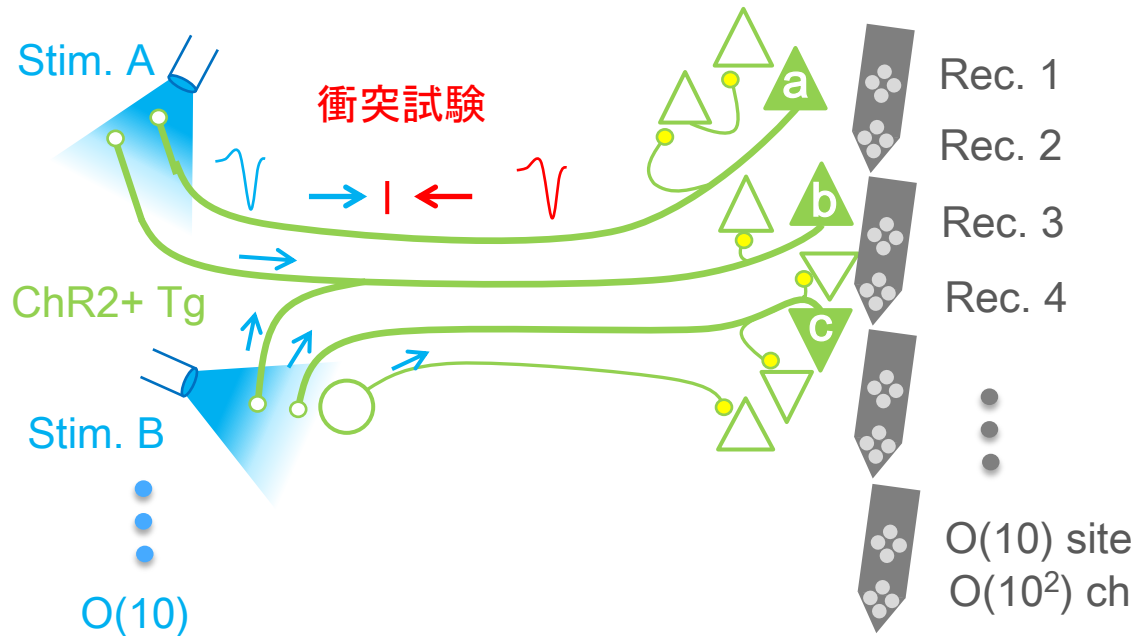 Stim. A
衝突試験
a
Rec. 1
Rec. 2
b
Rec. 3
ChR2+ Tg
Rec. 4
c
Stim. B
O(10)
O(10) site
O(10²) ch